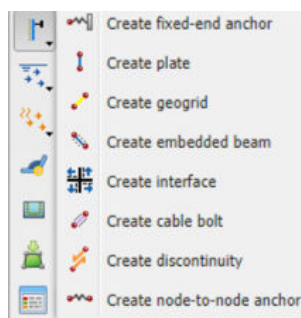 Create fixed-end anchor
Create plate
Create geogrid
Create embedded beam
Create interface
Create cable bolt
Create discontinuity
Create node-to-node anchor